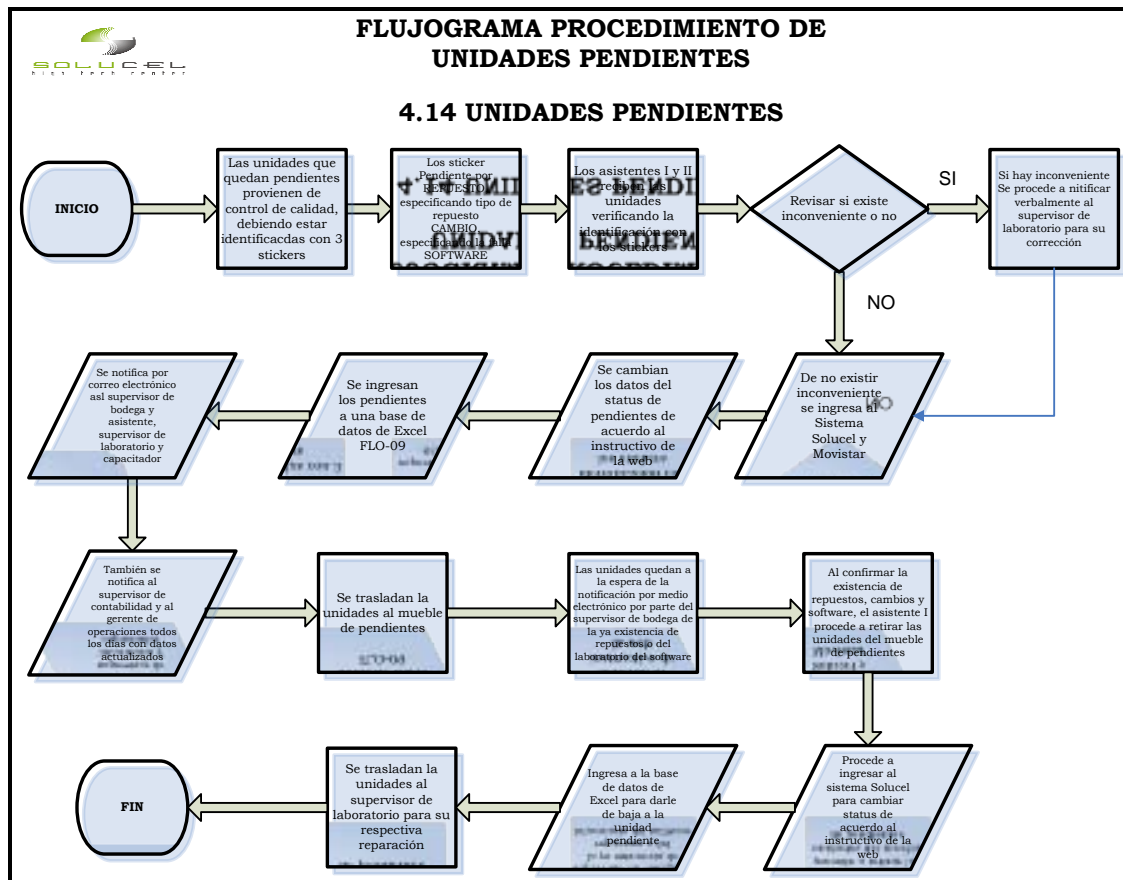 FLUJOGRAMA PROCEDIMIENTO DE
UNIDADES PENDIENTES
SOLUCEL
high tech center
4.14 UNIDADES PENDIENTES
INICIO
Las unidades que
quedan pendientes
provienen de
control de calidad,
debiendo estar
identificacdas con 3
stickers
Los sticker
Pendiente por
REPUESTO,
especificando tipo de
repuesto
CAMBIO,
especificando la falla
SOFTWARE
Los asistentes I y II
reciben las
unidades
verificando la
identificación con
los stickers
Revisar si existe
inconveniente o no
SI
Si hay inconveniente
Se procede a nitificar
verbalmente al
supervisor de
laboratorio para su
corrección
NO
De no existir
inconveniente
se ingresa al
Sistema
Solucel y
Movistar
Se cambian
los datos del
status de
pendientes de
acuerdo al
instructivo de
la web
Se ingresan
los pendientes
a una base de
datos de Excel
FLO-09
Se notifica por
correo electrónico
asl supervisor de
bodega y
asistente,
supervisor de
laboratorio y
capacitador
También se
notifica al
supervisor de
contabilidad y al
gerente de
operaciones todos
los días con datos
actualizados
Se trasladan la
unidades al mueble
de pendientes
Las unidades quedan a
la espera de la
notificación por medio
electrónico por parte del
supervisor de bodega de
la ya existencia de
repuestos,o del
laboratorio del software
Al confirmar la
existencia de
repuestos, cambios y
software, el asistente I
procede a retirar las
unidades del mueble
de pendientes
Procede a
ingresar al
sistema Solucel
para cambiar
status de
acuerdo al
instructivo de la
web
Ingresa a la base
de datos de
Excel para darle
de baja a la
unidad
pendiente
Se trasladan la
unidades al
supervisor de
laboratorio para su
respectiva
reparación
FIN